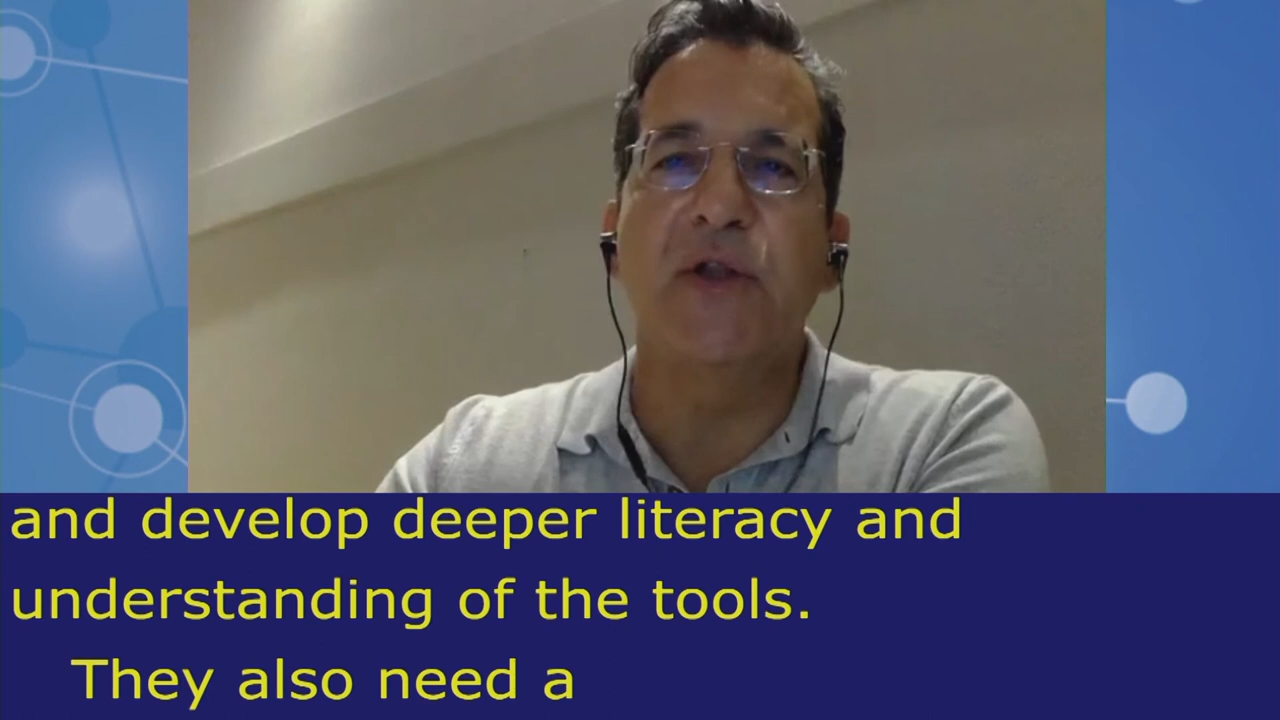 and develop deeper literacy and
understanding of the tools.
They also need a